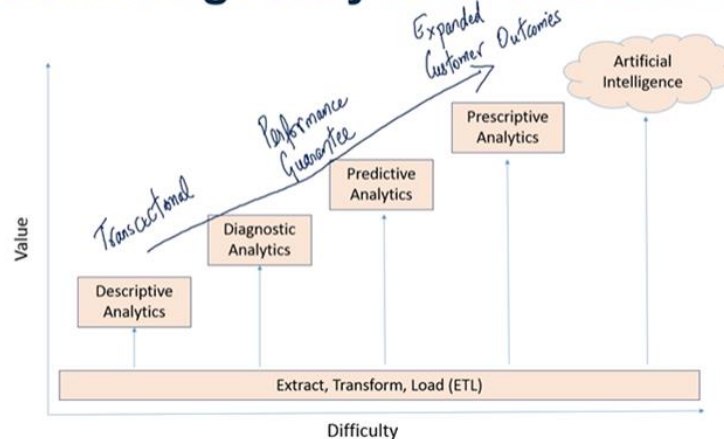 Expanded
Customer Outcomes
Artificial
Intelligence
Performance
Guarantee
Prescriptive
Analytics
Predictive
Analytics
Transactional
Diagnostic
Analytics
Descriptive
Analytics
Value
Extract, Transform, Load (ETL)
Difficulty